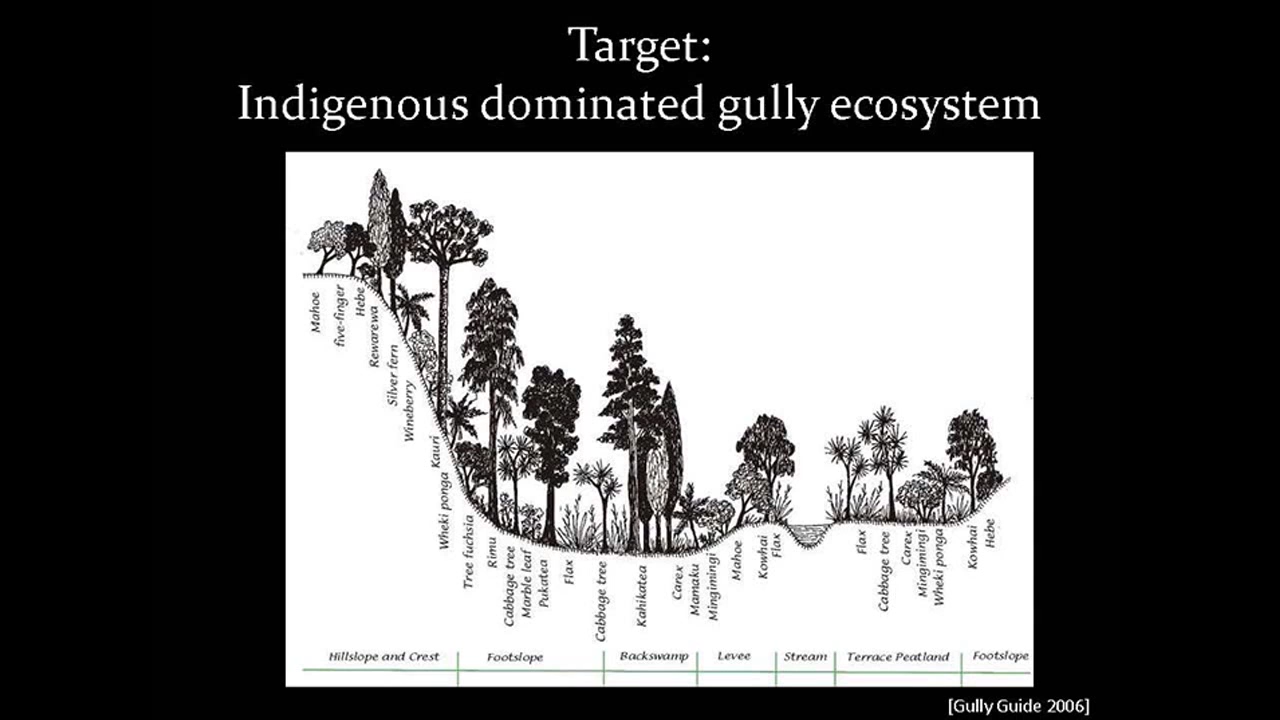 Target:
Indigenous dominated gully ecosystem
Mahoe
five-finger
Hebe
Rewarewa
Silver fern
Wineberry
Kauri
Wheki ponga
Tree fuchsia
Rimu
Cabbage tree
Marble leaf
Pukatea
Flax
Cabbage tree
Kahikatea
Carex
Mamaku
Mingimingi
Mahoe
Kowhai
Flax
Flax
Cabbage tree
Carex
Mingimingi
Wheki ponga
Kowhai
Hebe
Hillslope and Crest
Footslope
Backswamp
Levee
Stream
Terrace Peatland
Footslope
[Gully Guide 2006]